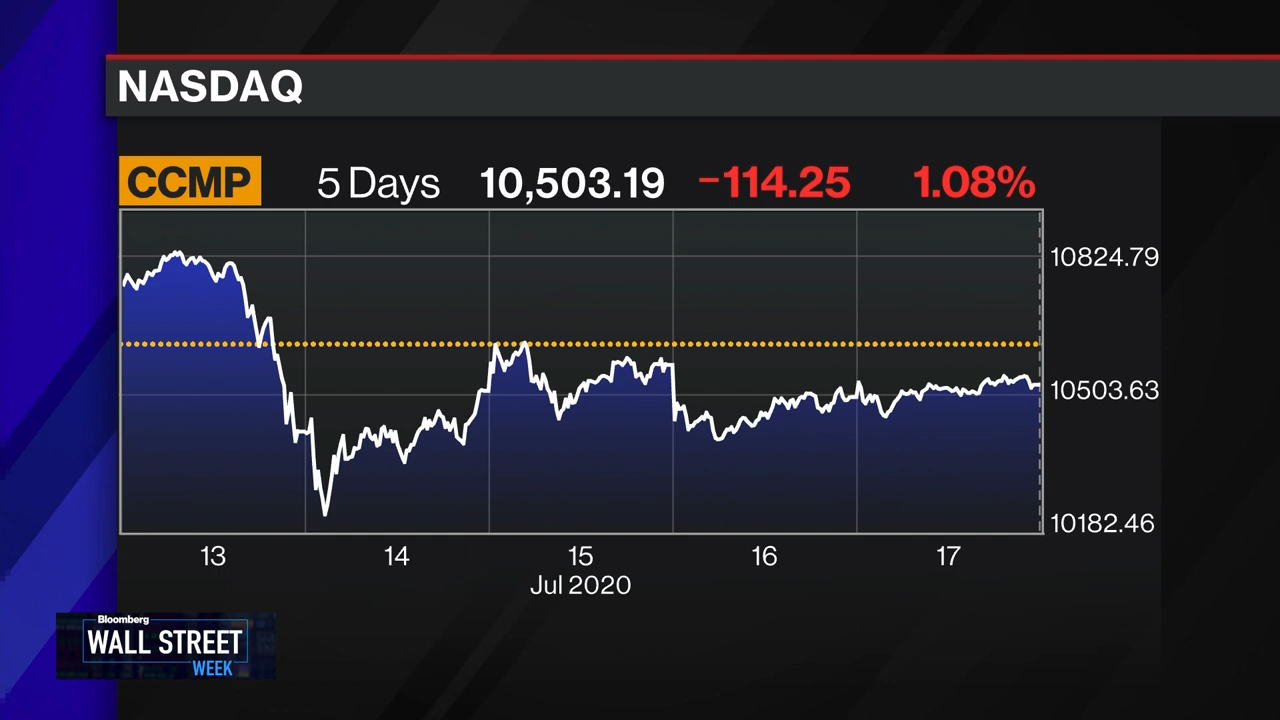 NASDAQ
CCMP 5 Days 10,503.19 −114.25 1.08%
10824.79
10503.63
10182.46
13 14 15 16 17
Jul 2020
Bloomberg
WALL STREET
WEEK